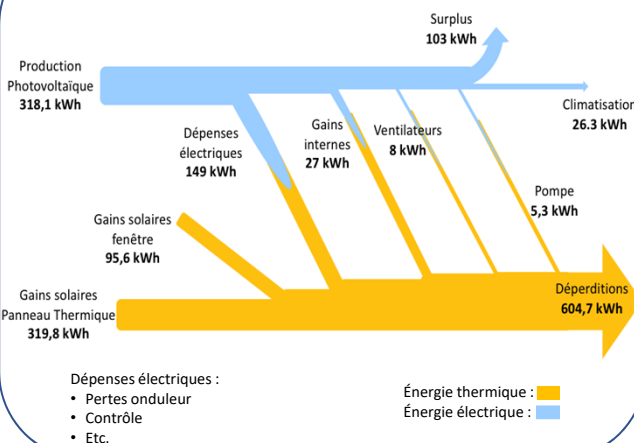 Surplus
103 kWh
Production
Photovoltaïque
318,1 kWh
Climatisation
26.3 kWh
Dépenses
électriques
149 kWh
Gains
internes
27 kWh
Ventilateurs
8 kWh
Pompe
5,3 kWh
Gains solaires
fenêtre
95,6 kWh
Gains solaires
Panneau Thermique
319,8 kWh
Déperditions
604,7 kWh
Dépenses électriques :
• Pertes onduleur
• Contrôle
• Etc.
Énergie thermique :
Énergie électrique :